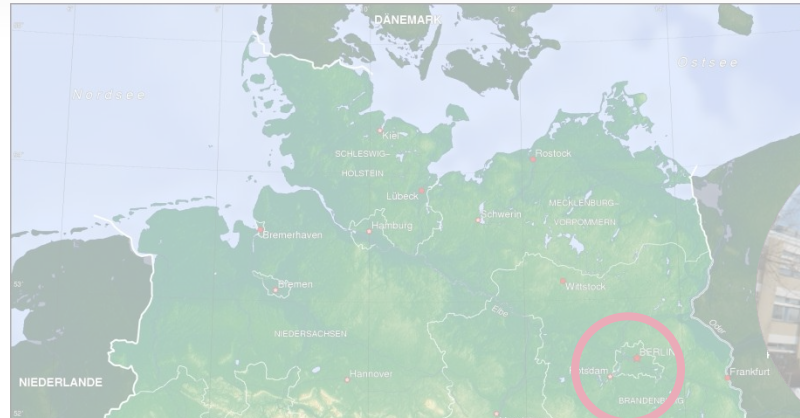 DÄNEMARK
Nordsee
Ostsee
Kiel
SCHLESWIG-
HOLSTEIN
Rostock
Lübeck
MECKLENBURG-
VORPOMMERN
Schwerin
Hamburg
Bremerhaven
Bremen
Wittstock
Elbe
Oder
NIEDERSACHSEN
BERLIN
Potsdam
Frankfurt
Hannover
NIEDERLANDE
BRANDENBURG